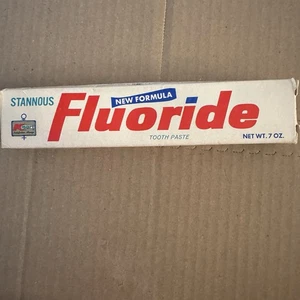 STANNOUS
NEW FORMULA
Fluoride
TOOTH PASTE
NET WT. 7 OZ.